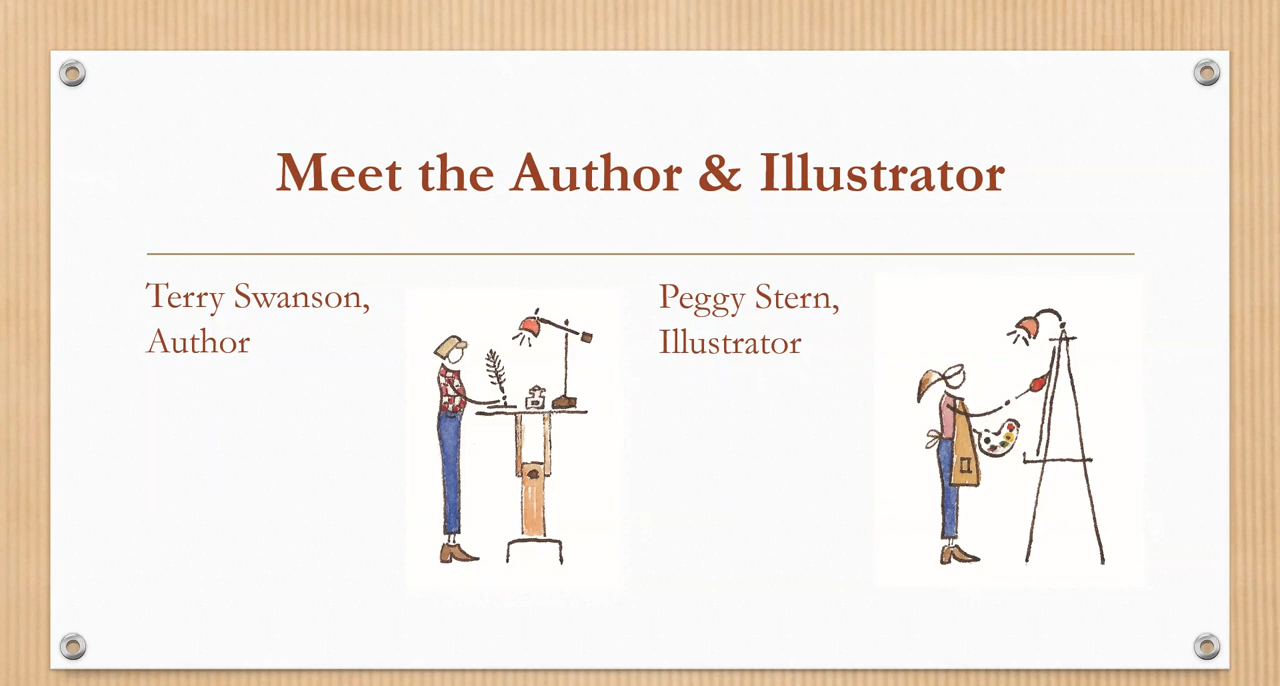 Meet the Author & Illustrator
Terry Swanson,
Author
Peggy Stern,
Illustrator